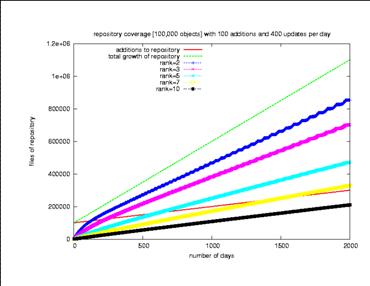 repository coverage [100,000 objects] with 100 additions and 400 updates per day
additions to repository
total growth of repository
rank=2
rank=3
rank=5
rank=7
rank=10
1.2e+06
1e+06
800000
600000
400000
200000
0
files of repository
0
500
1000
1500
2000
number of days